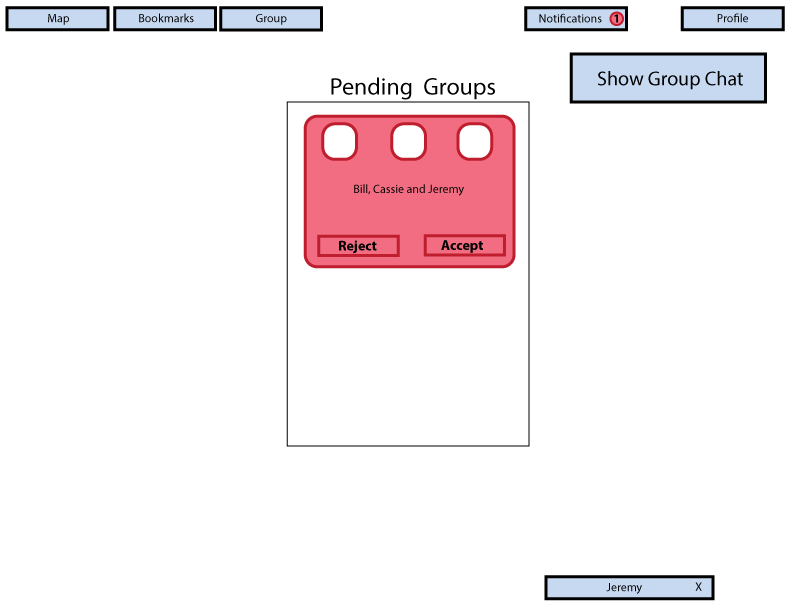 Map
Bookmarks
Group
Notifications 1
Profile
Show Group Chat
Pending Groups
Bill, Cassie and Jeremy
Reject
Accept
Jeremy X